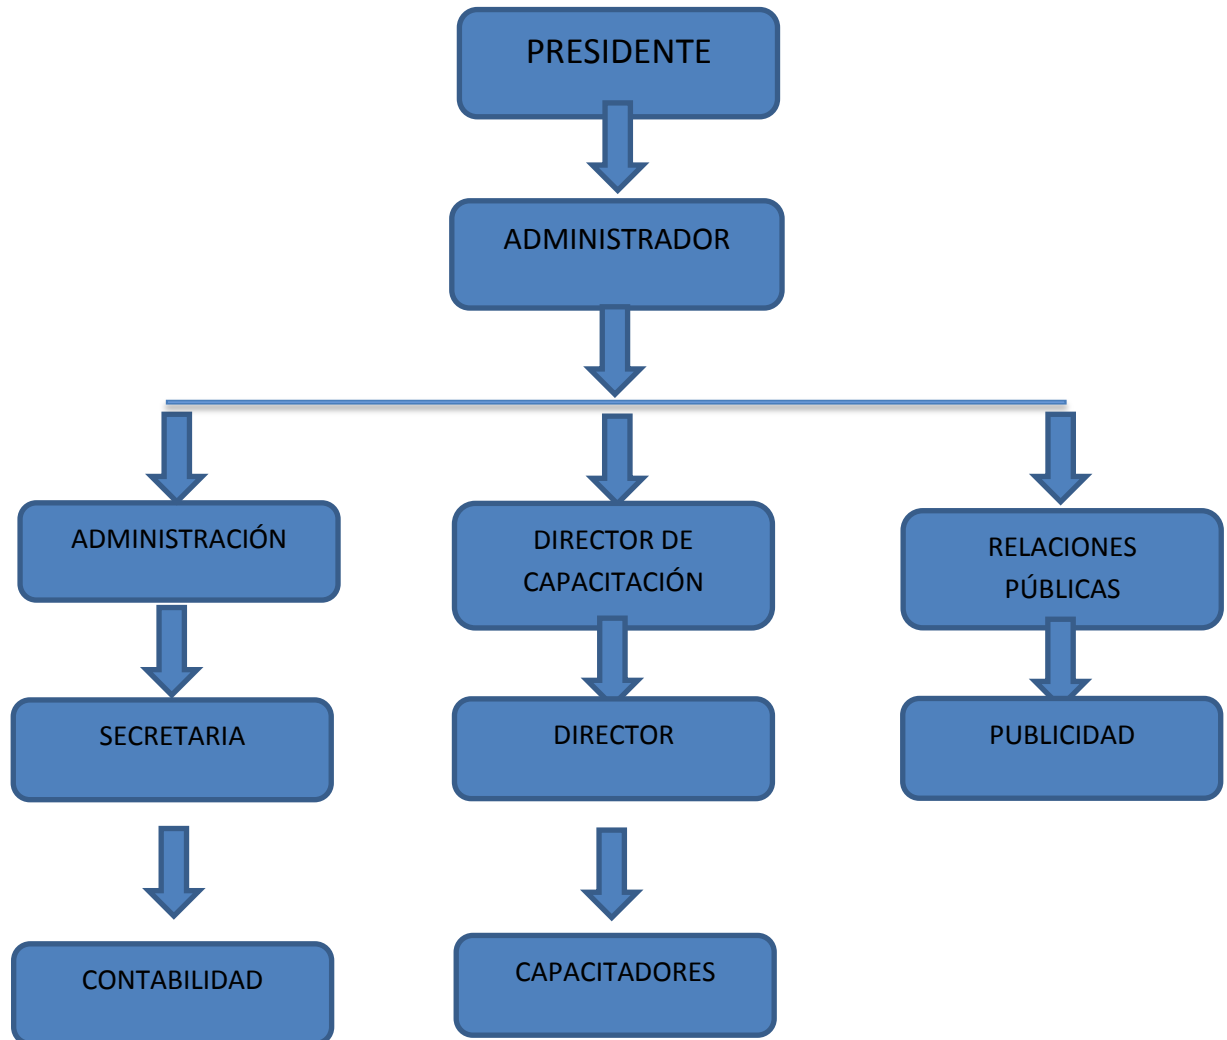 PRESIDENTE
ADMINISTRADOR
ADMINISTRACIÓN
DIRECTOR DE
CAPACITACIÓN
RELACIONES
PÚBLICAS
SECRETARIA
DIRECTOR
PUBLICIDAD
CONTABILIDAD
CAPACITADORES